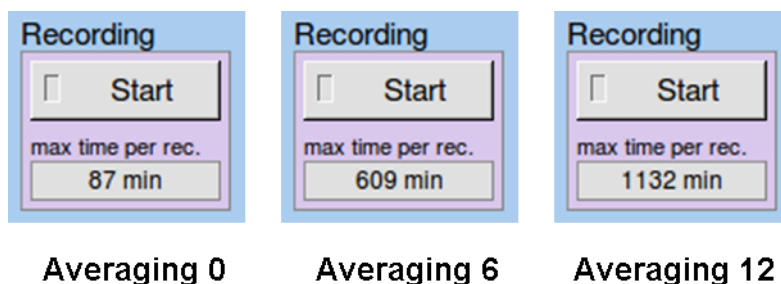 Recording
Start
max time per rec.
87 min
Averaging 0
Recording
Start
max time per rec.
609 min
Averaging 6
Recording
Start
max time per rec.
1132 min
Averaging 12